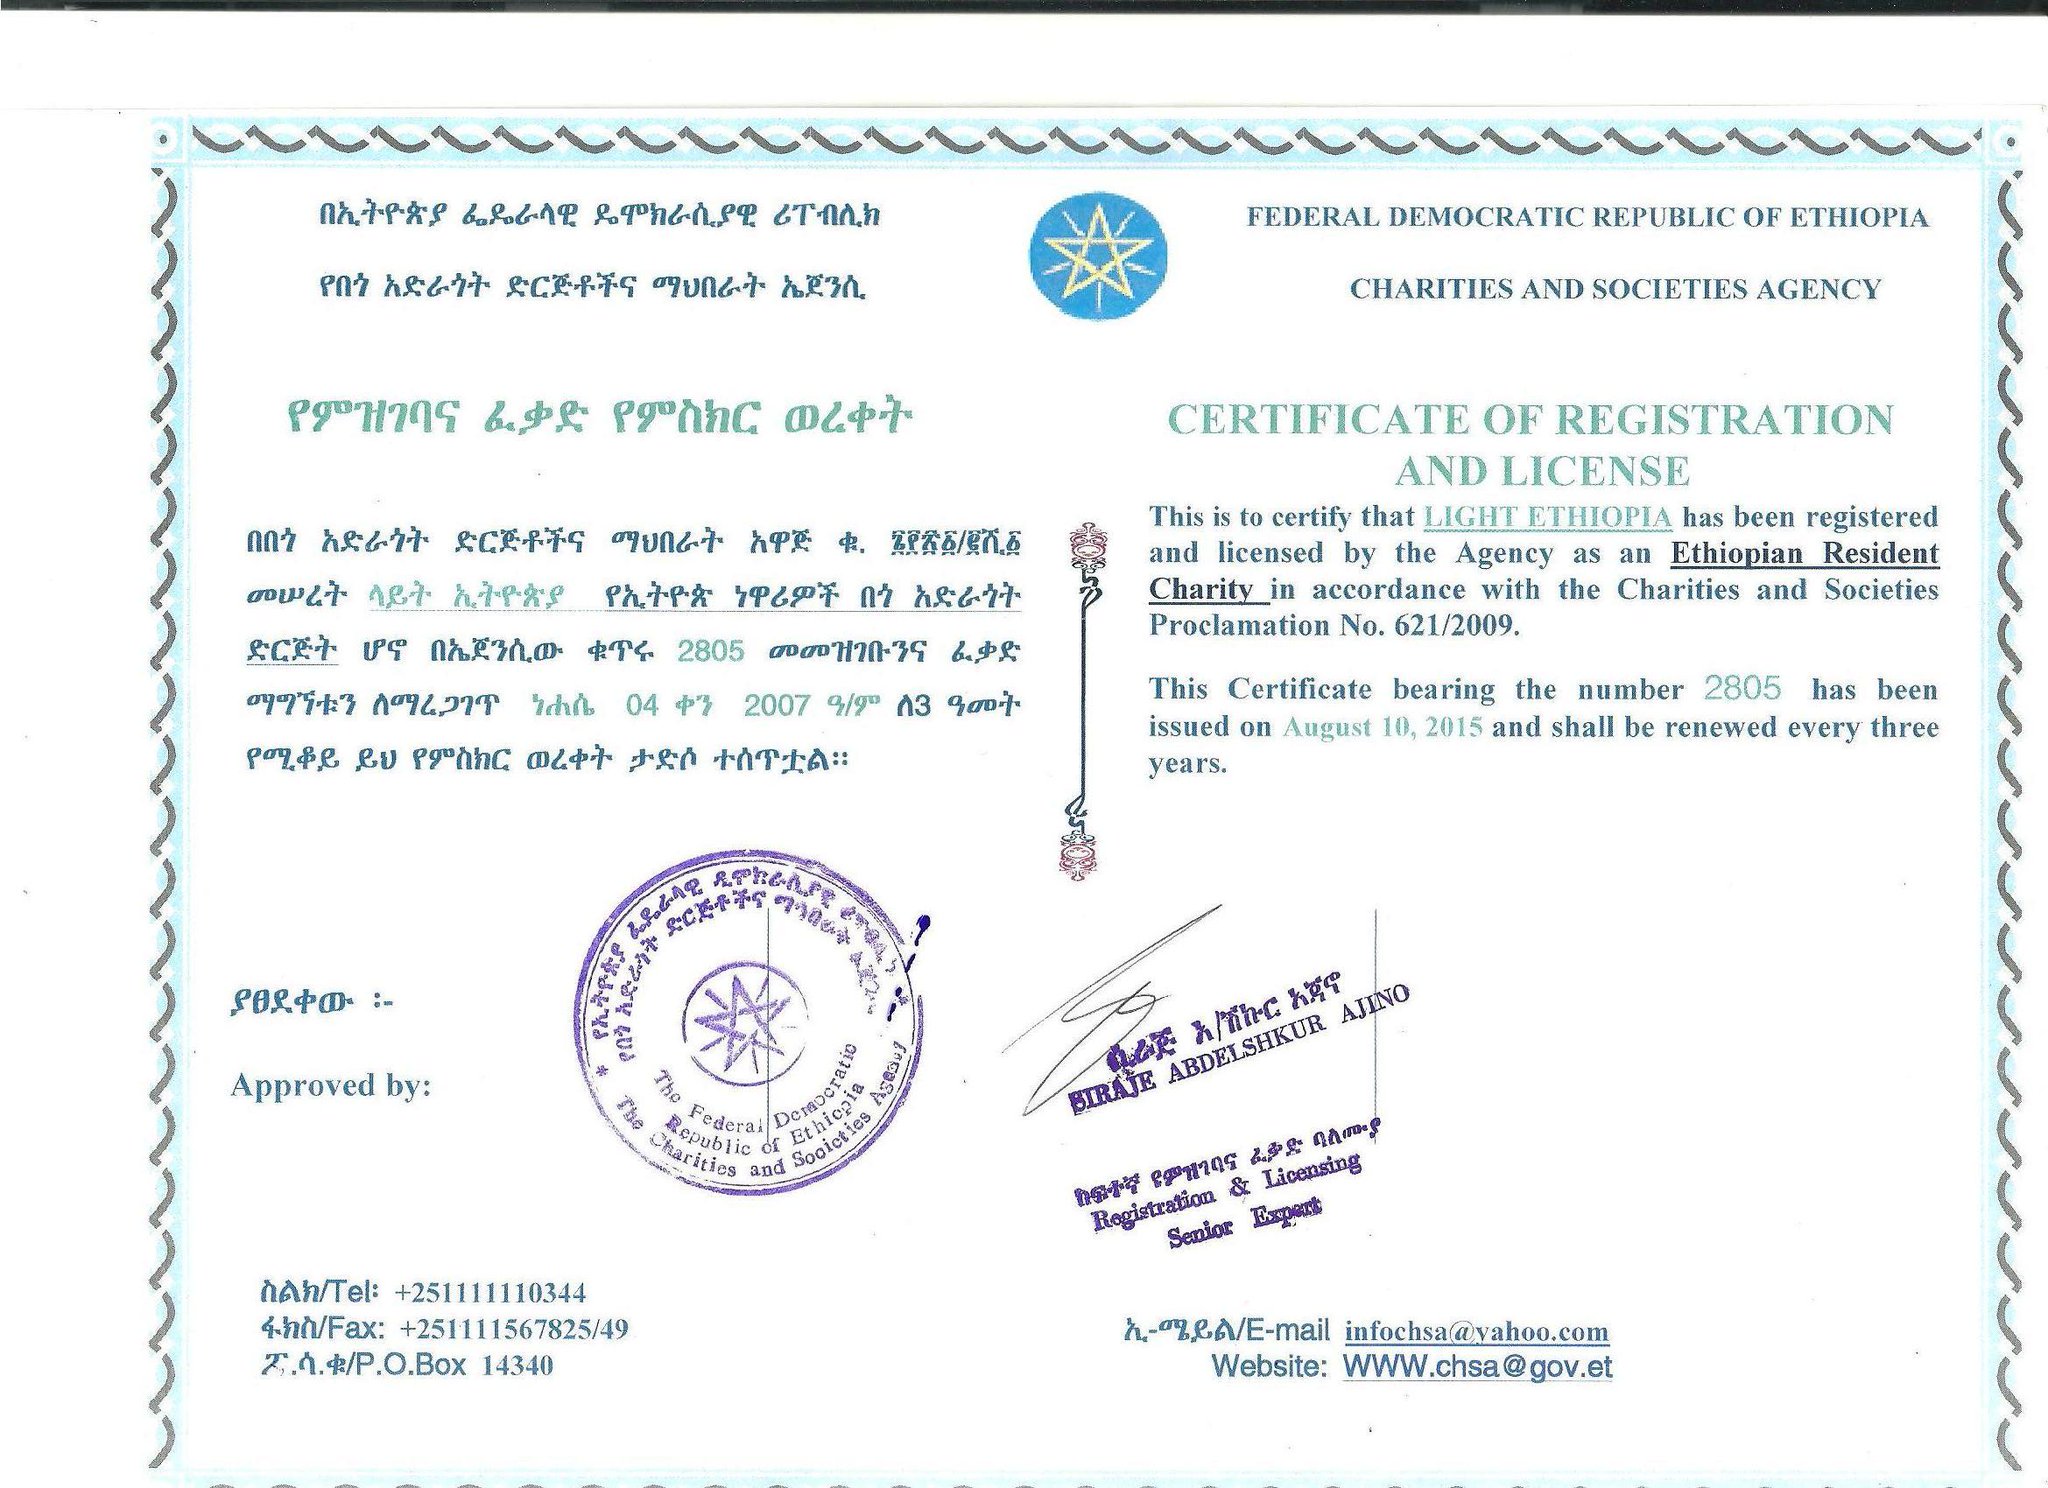 በኢትዮጵያ ፌዴራላዊ ዴሞክራሲያዊ ሪፐብሊክ
የበጎ አድራጎት ድርጅቶችና ማህበራት ኤጀንሲ
FEDERAL DEMOCRATIC REPUBLIC OF ETHIOPIA
CHARITIES AND SOCIETIES AGENCY
የምዝገባና ፈቃድ የምስክር ወረቀት
በበጎ አድራጎት ድርጅቶችና ማህበራት አዋጅ ቁ.
መሠረት ላይት ኢትዮጵያ የኢትዮጵ ነዋሪዎች በጎ አድራጎት
ድርጅት ሆኖ በኤጀንሲው ቁጥሩ 2805 መመዝገቡንና ፈቃድ
ማግኘቱን ለማረጋገጥ ነሐሴ 04 ቀን 2007 ዓ/ም ለ3 ዓመት
የሚቆይ ይህ የምስክር ወረቀት ታድሶ ተሰጥቷል፡፡
CERTIFICATE OF REGISTRATION
AND LICENSE
This is to certify that LIGHT ETHIOPIA has been registered
and licensed by the Agency as an Ethiopian Resident
Charity in accordance with the Charities and Societies
Proclamation No. 621/2009.
This Certificate bearing the number 2805 has been
issued on August 10, 2015 and shall be renewed every three
years.
ያፀደቀው ፡-
Approved by:
የኢትዮጵያ ፌዴራላዊ ዲሞክራሲያዊ
የበጎ አድራጎት ድርጅቶችና ማኅበራት
The Federal Democratic
Republic of Ethiopia
The Charities and Societies Agency
ሲራጅ አ/ሽኩር አጃኖ
SIRAJE ABDELSHKUR AJINO
ከፍተኛ የምዝገባና ፈቃድ ባለሙያ
Registration & Licensing
Senior Expert
ስልክ/Tel፡ +251111110344
ፋክስ/Fax: +251111567825/49
ፖ.ሳ.ቁ/P.O.Box 14340
ኢ-ሜይል/E-mail infochsa@yahoo.com
Website: WWW.chsa@gov.et